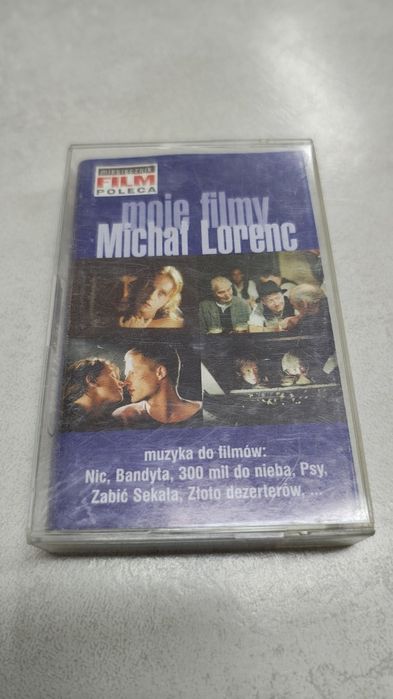 miesięcznik
FILM
POLECA
moje filmy
Michał Lorenc
muzyka do filmów:
Nic, Bandyta, 300 mil do nieba, Psy,
Zabić Sekala, Złoto dezerterów, ...